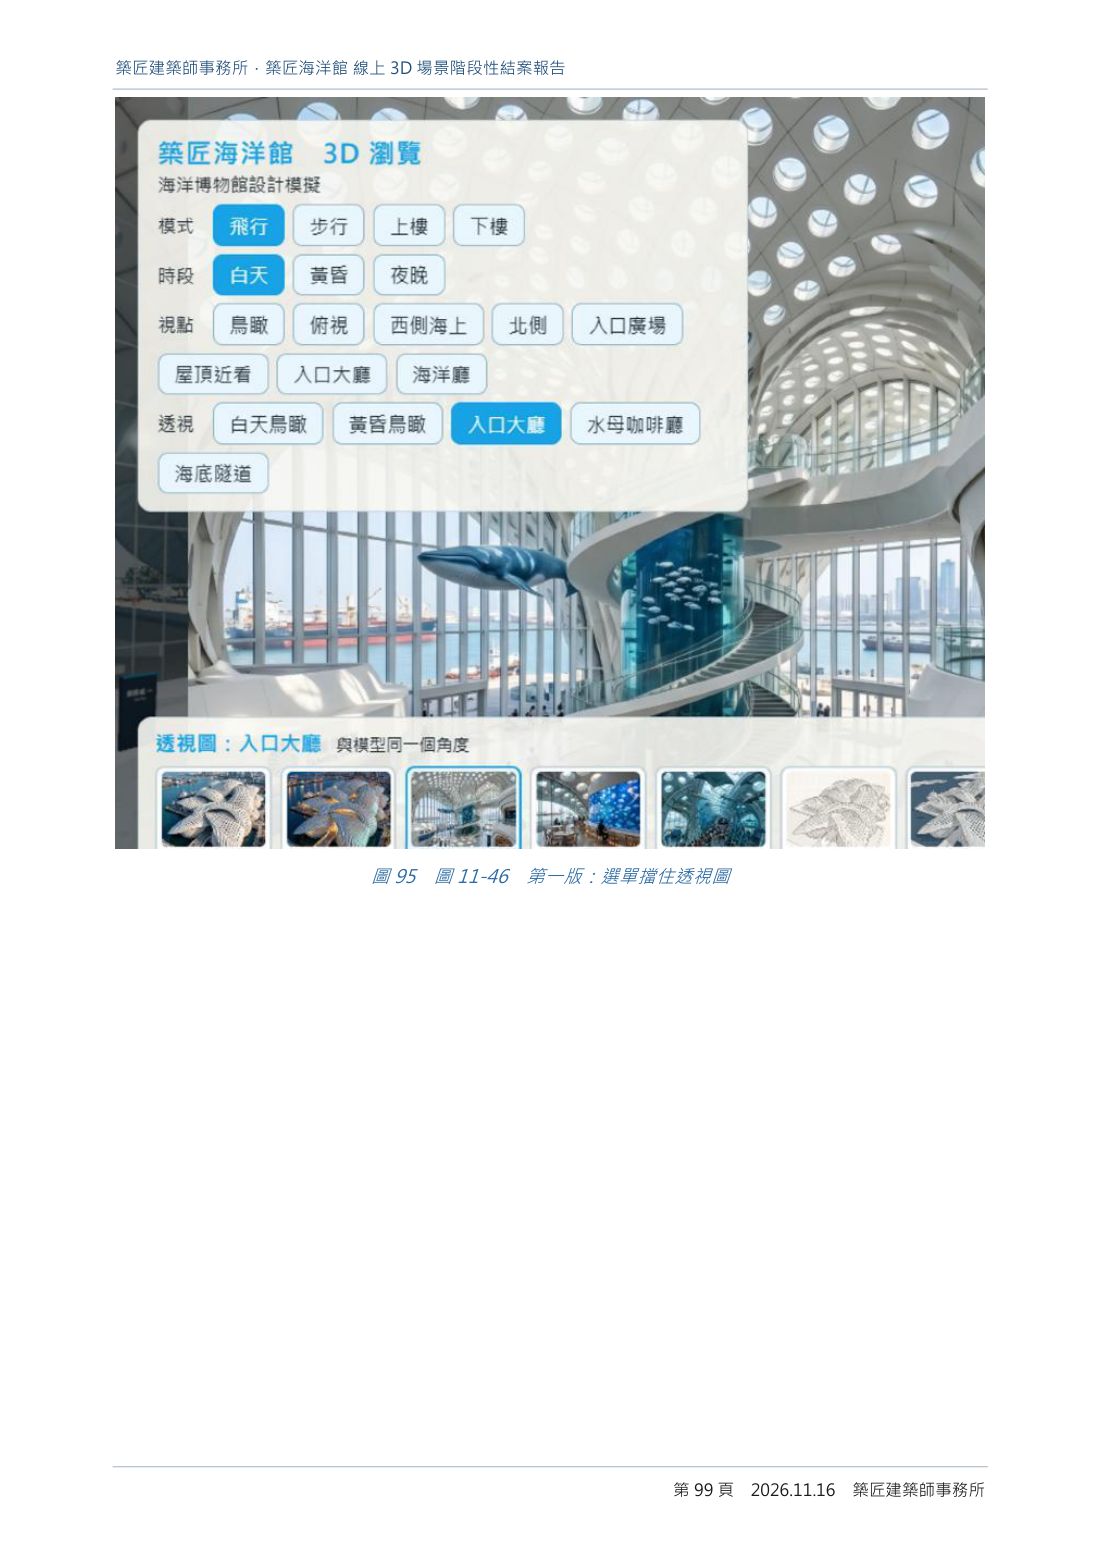 築匠建築師事務所．築匠海洋館 線上 3D 場景階段性結案報告
築匠海洋館　3D 瀏覽
海洋博物館設計模擬
模式 飛行 步行 上樓 下樓
時段 白天 黃昏 夜晚
視點 鳥瞰 俯視 西側海上 北側 入口廣場
屋頂近看 入口大廳 海洋廳
透視 白天鳥瞰 黃昏鳥瞰 入口大廳 水母咖啡廳
海底隧道
透視圖：入口大廳 與模型同一個角度
圖 95　圖 11-46　第一版：選單擋住透視圖
第 99 頁　2026.11.16　築匠建築師事務所